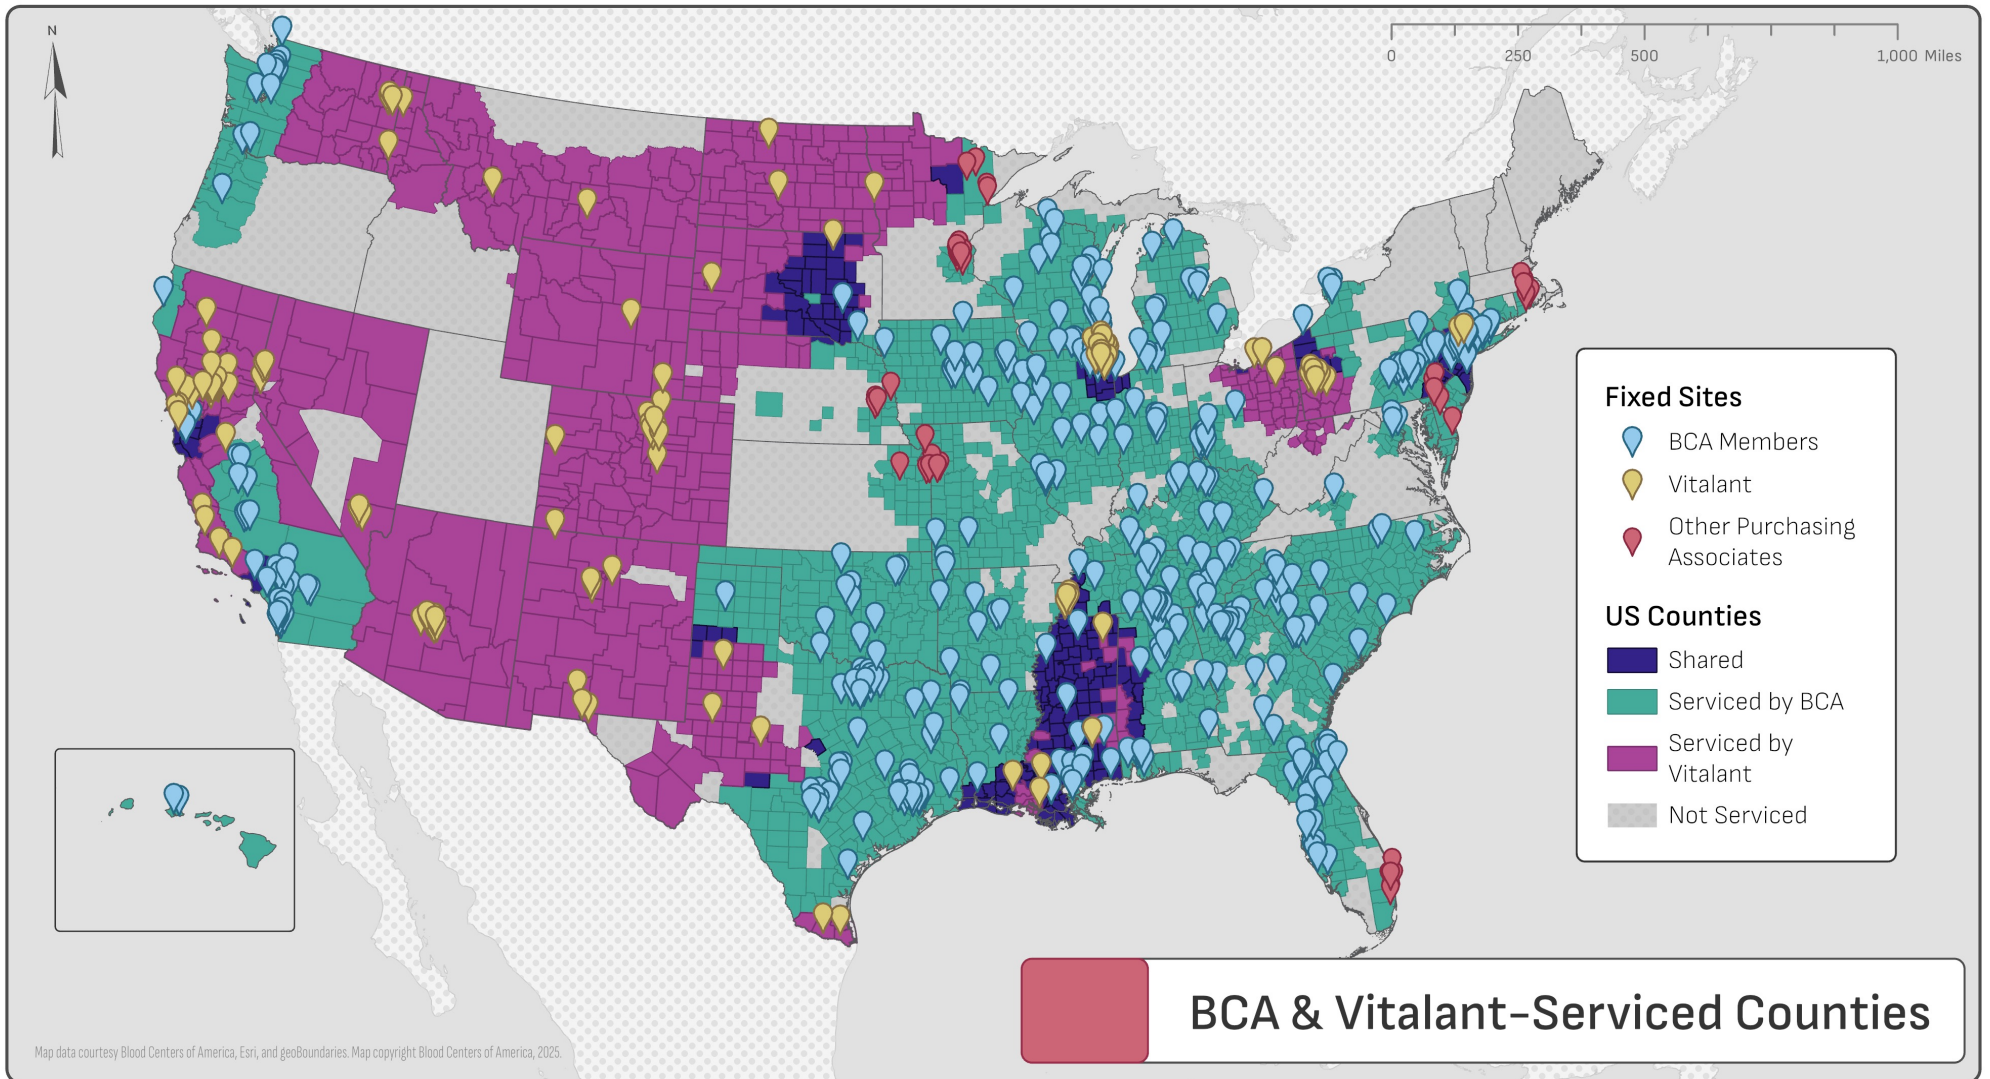 N
0 250 500 1,000 Miles
Fixed Sites
BCA Members
Vitalant
Other Purchasing
Associates
US Counties
Shared
Serviced by BCA
Serviced by
Vitalant
Not Serviced
BCA & Vitalant-Serviced Counties
Map data courtesy Blood Centers of America, Esri, and geoBoundaries. Map copyright Blood Centers of America, 2025.